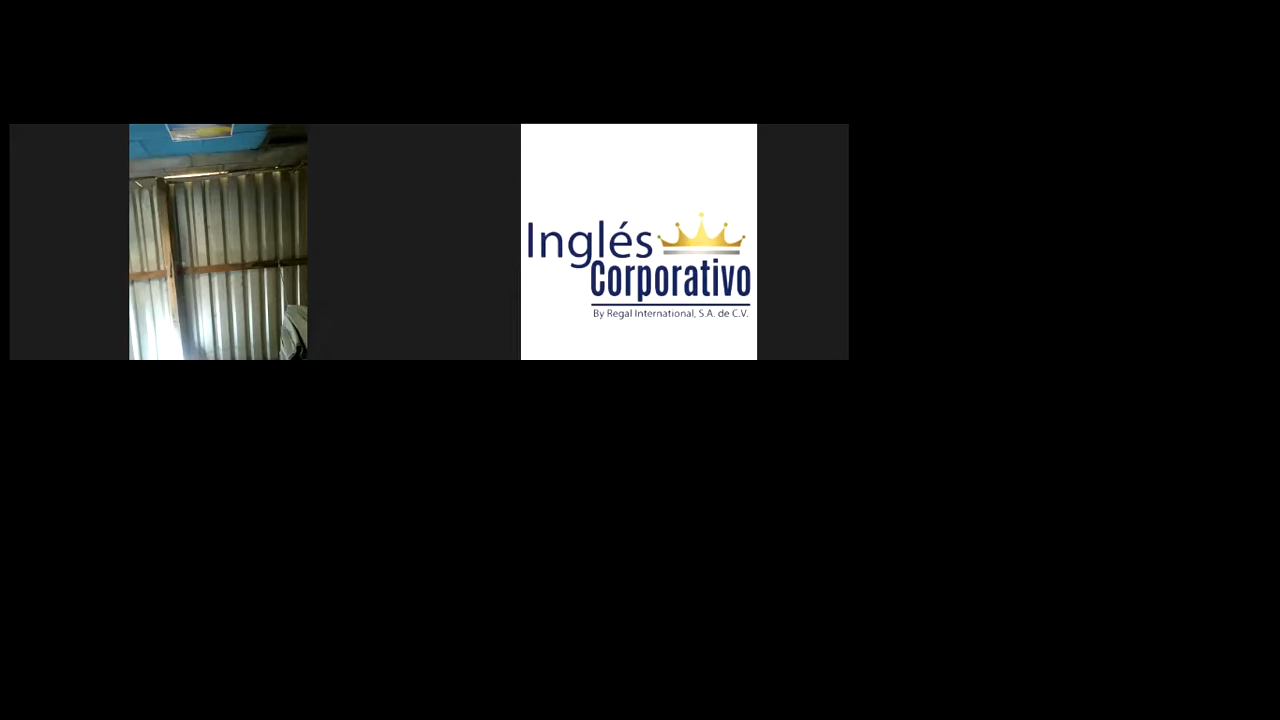 Inglés
Corporativo
By Regal International, S.A. de C.V.